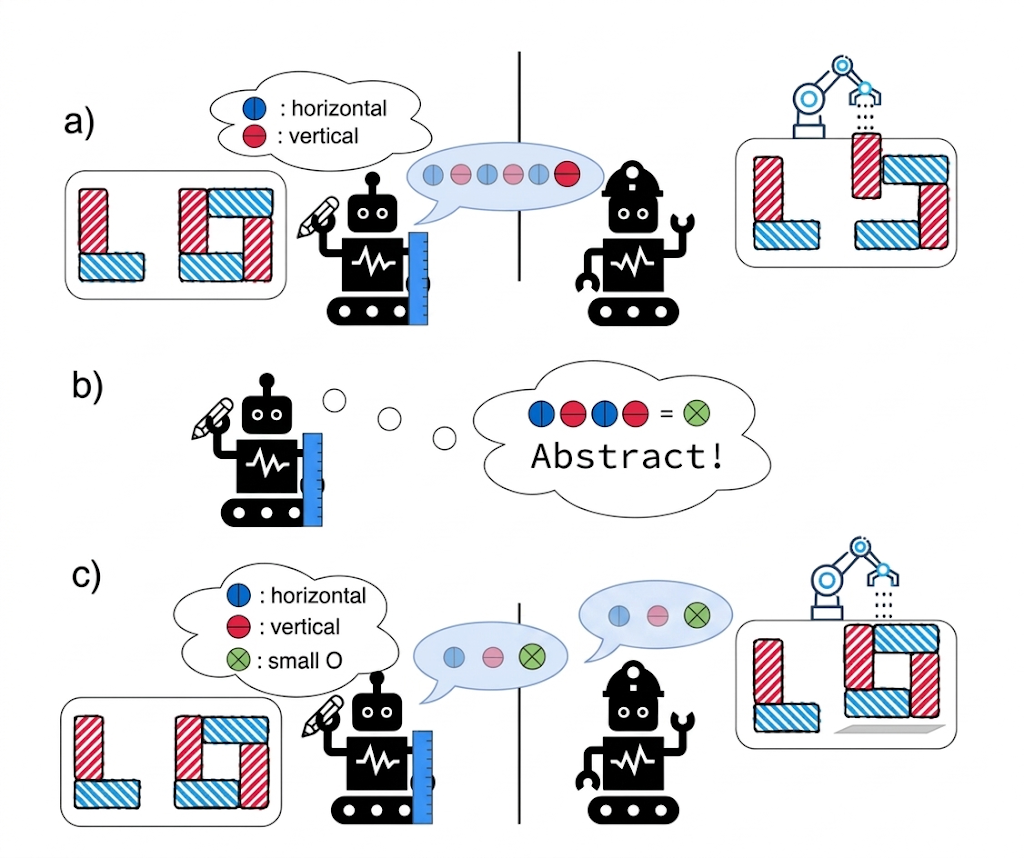 a)
: horizontal
: vertical
b)
=
Abstract!
c)
: horizontal
: vertical
: small O